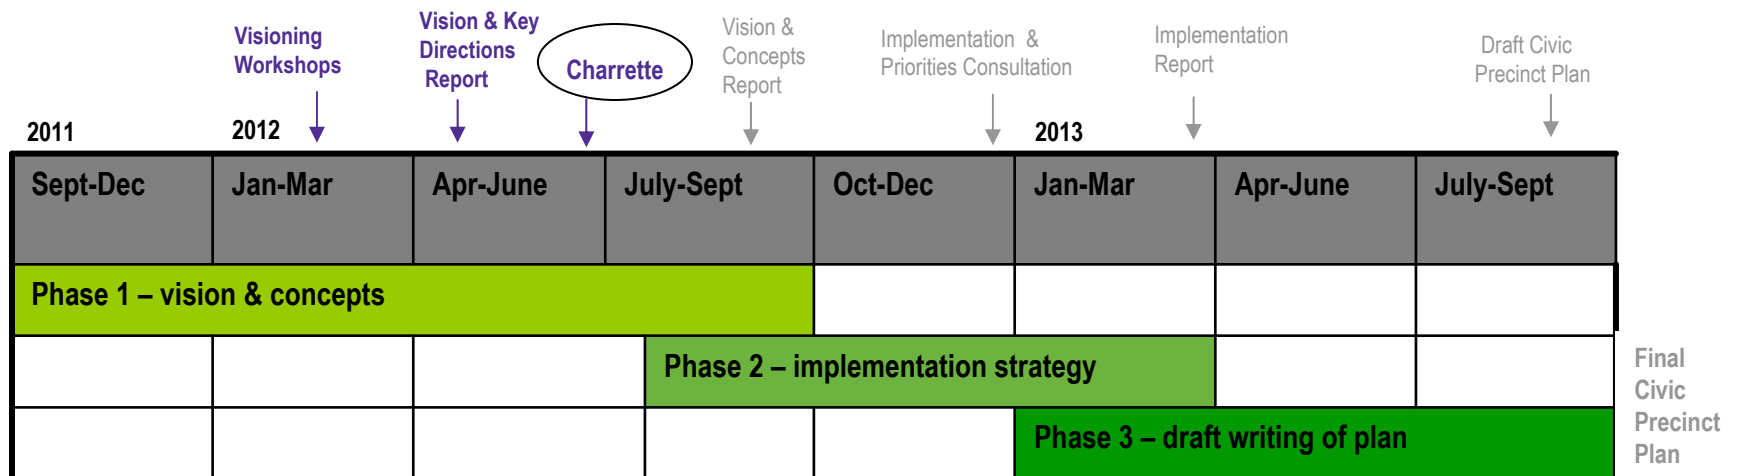 Visioning
Workshops
Vision & Key
Directions
Report
Charrette
Vision &
Concepts
Report
Implementation &
Priorities Consultation
Implementation
Report
Draft Civic
Precinct Plan
2011
2012
2013
Sept-Dec
Jan-Mar
Apr-June
July-Sept
Oct-Dec
Jan-Mar
Apr-June
July-Sept
Phase 1 – vision & concepts
Phase 2 – implementation strategy
Phase 3 – draft writing of plan
Final
Civic
Precinct
Plan